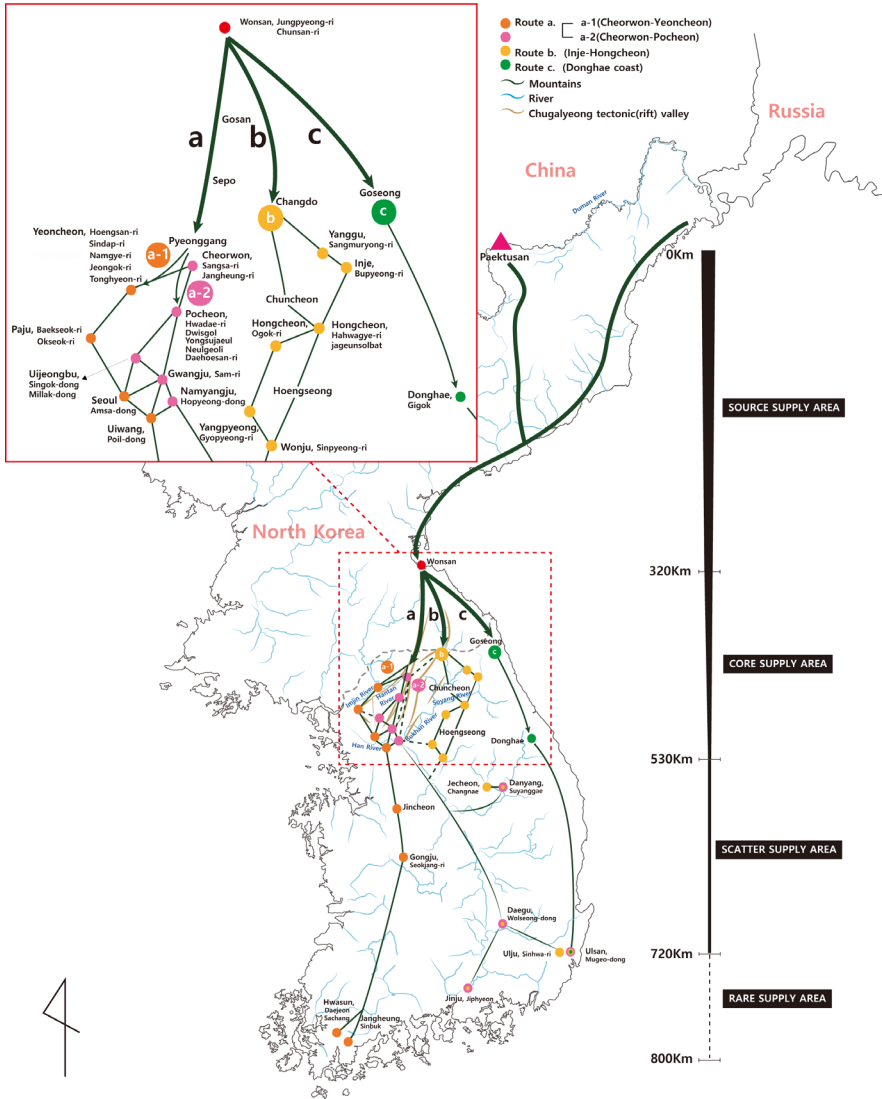 Wonsan, Jungpyeong-ri
Chunsan-ri
Gosan
a
b
c
Sepo
Changdo
b
Goseong
c
Yeoncheon, Hoengsan-ri
Sindap-ri
Namgye-ri
Jeongok-ri
Tonghyeon-ri
a-1
Pyeonggang
Cheorwon,
Sangsa-ri
Jangneung-ri
a-2
Yanggu,
Sangmuryong-ri
Inje,
Bupyeong-ri
Pocheon,
Hwadae-ri
Dwisgol
Yongsujaeul
Neulgeoli
Daehoesan-ri
Chuncheon
Hongcheon,
Ogok-ri
Hongcheon,
Hahwagye-ri
jageunsolbat
Paju, Baekseok-ri
Okseok-ri
Uijeongbu,
Singok-dong
Millak-dong
Gwangju, Sam-ri
Namyangju,
Hopyeong-dong
Seoul
Amsa-dong
Uiwang,
Poil-dong
Hoengseong
Yangpyeong,
Gyopyeong-ri
Wonju, Sinpyeong-ri
Donghae,
Gigok
Route a.
a-1(Cheorwon-Yeoncheon)
a-2(Cheorwon-Pocheon)
Route b. (Inje-Hongcheon)
Route c. (Donghae coast)
Mountains
River
Chugalyeong tectonic(rift) valley
Russia
China
Duman River
Paektusan
0Km
SOURCE SUPPLY AREA
North Korea
Wonsan
320Km
a
b
c
Goseong
c
b
a-1
a-2
CORE SUPPLY AREA
Imjin River
Hantan
River
Chuncheon
Soyang River
Bukhan River
Hoengseong
Han River
Donghae
530Km
Jecheon,
Changnae
Danyang,
Suyanggae
Jincheon
SCATTER SUPPLY AREA
Gongju,
Seokjang-ri
Daegu,
Wolseong-dong
Ulju, Sinhwa-ri
Ulsan,
Mugeo-dong
720Km
Jinju, Jiphyeon
RARE SUPPLY AREA
Hwasun,
Daejeon
Sachang
Jangheung,
Sinbuk
800Km